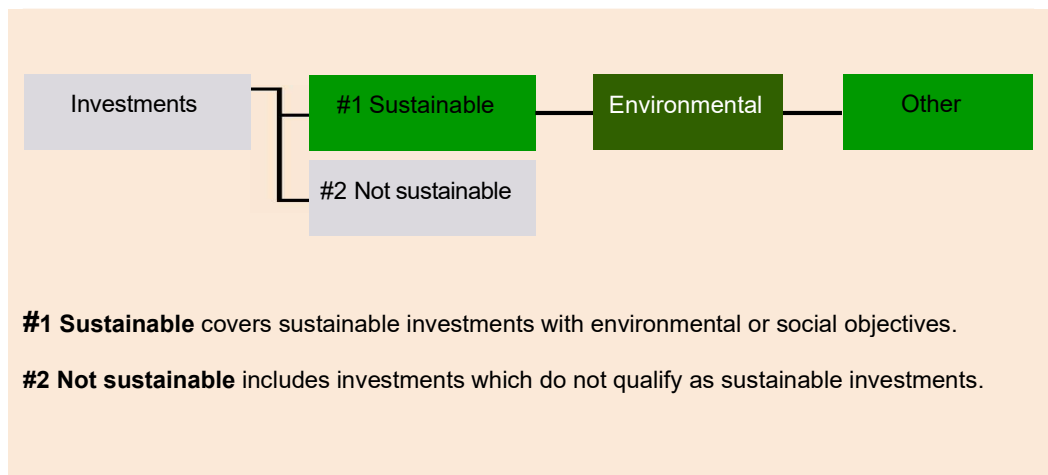 Investments
#1 Sustainable
Environmental
Other
#2 Not sustainable
#1 Sustainable covers sustainable investments with environmental or social objectives.
#2 Not sustainable includes investments which do not qualify as sustainable investments.